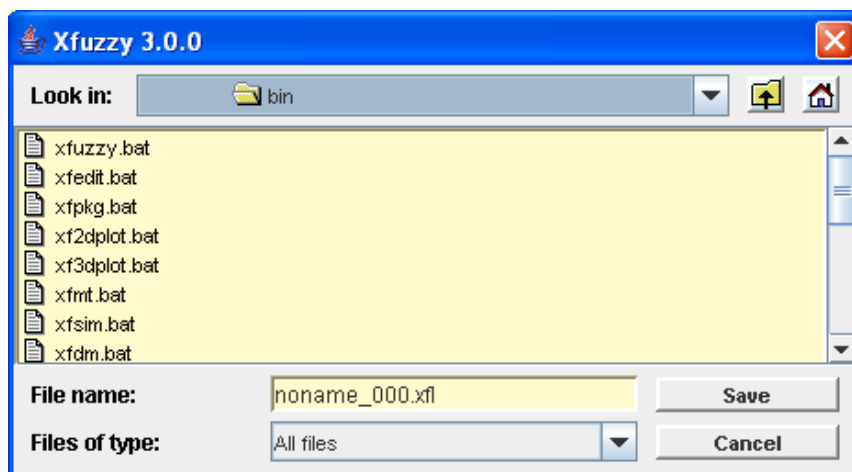 Xfuzzy 3.0.0
Look in: bin
xfuzzy.bat
xfedit.bat
xfpkg.bat
xf2dplot.bat
xf3dplot.bat
xfmt.bat
xfsim.bat
xfdm.bat
File name: noname_000.xfl Save
Files of type: All files Cancel